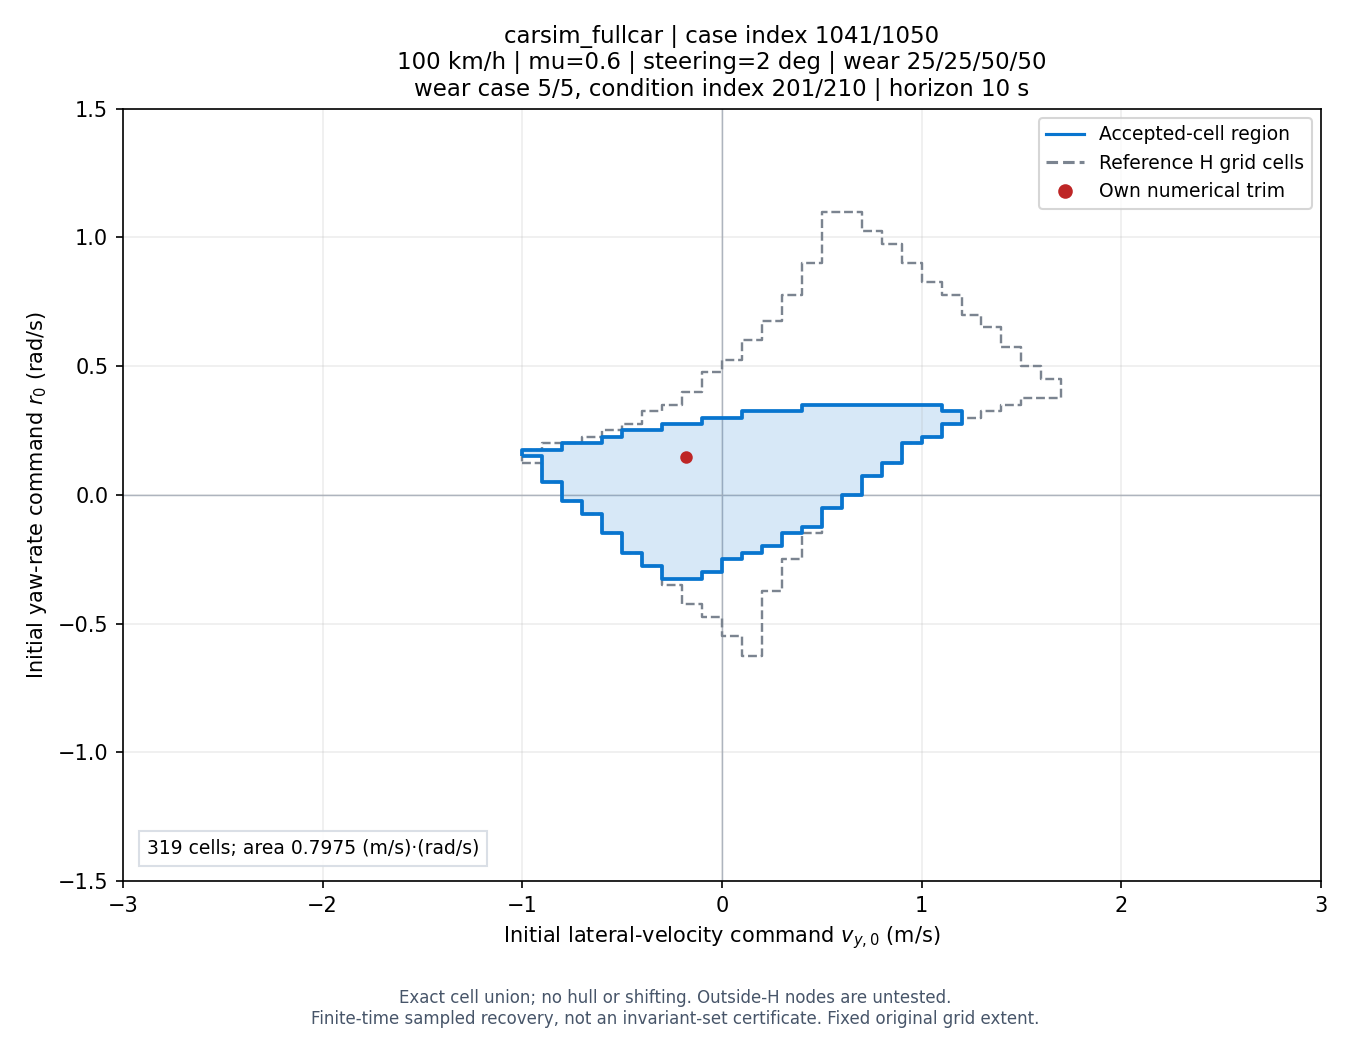 carsim_fullcar | case index 1041/1050
100 km/h | mu=0.6 | steering=2 deg | wear 25/25/50/50
wear case 5/5, condition index 201/210 | horizon 10 s
Accepted-cell region
Reference H grid cells
Own numerical trim
Initial yaw-rate command r₀ (rad/s)
1.5
1.0
0.5
0.0
−0.5
−1.0
−1.5
319 cells; area 0.7975 (m/s)·(rad/s)
−3
−2
−1
0
1
2
3
Initial lateral-velocity command v_{y,0} (m/s)
Exact cell union; no hull or shifting. Outside-H nodes are untested.
Finite-time sampled recovery, not an invariant-set certificate. Fixed original grid extent.